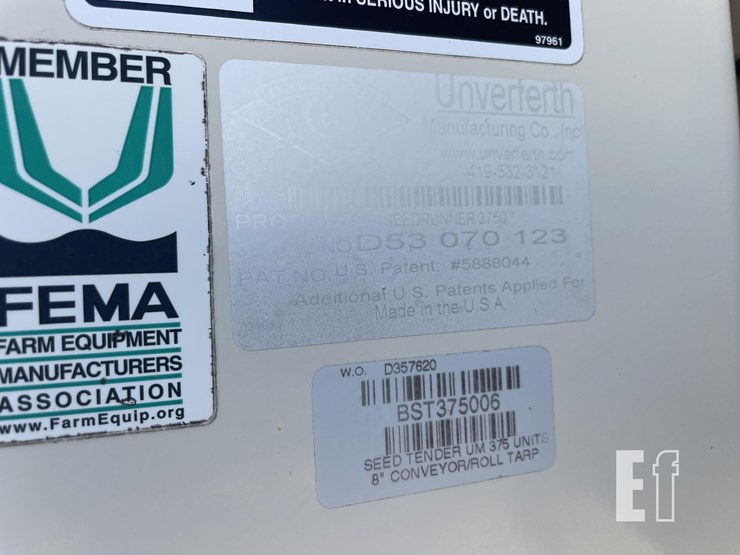 SERIOUS INJURY or DEATH.
97961
MEMBER
FEMA
FARM EQUIPMENT
MANUFACTURERS
ASSOCIATION
www.FarmEquip.org
Unverferth
Manufacturing Co., Inc
www.unverferth.com
419-532-3121
SEEDRUNNER 3750
NO D53 070 123
PAT NO U.S. Patent. #5888044
Additional U.S. Patents Applied For
Made in the U.S.A
W.O. D357620
BST375006
SEED TENDER UM 375 UNITS
8" CONVEYOR/ROLL TARP
Ef